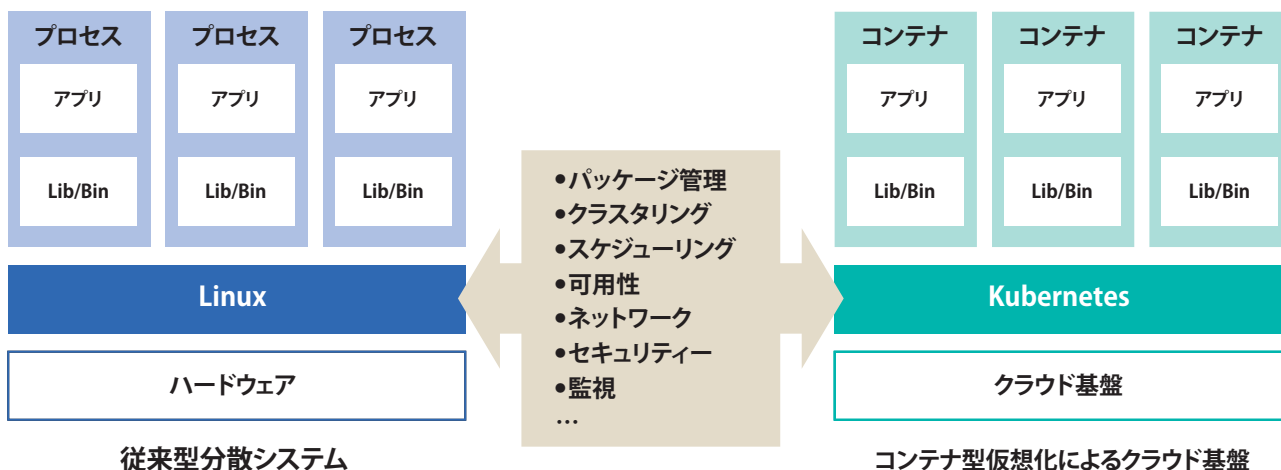 プロセス プロセス プロセス
アプリ アプリ アプリ
Lib/Bin Lib/Bin Lib/Bin
Linux
ハードウェア
従来型分散システム
•パッケージ管理
•クラスタリング
•スケジューリング
•可用性
•ネットワーク
•セキュリティー
•監視
…
コンテナ コンテナ コンテナ
アプリ アプリ アプリ
Lib/Bin Lib/Bin Lib/Bin
Kubernetes
クラウド基盤
コンテナ型仮想化によるクラウド基盤